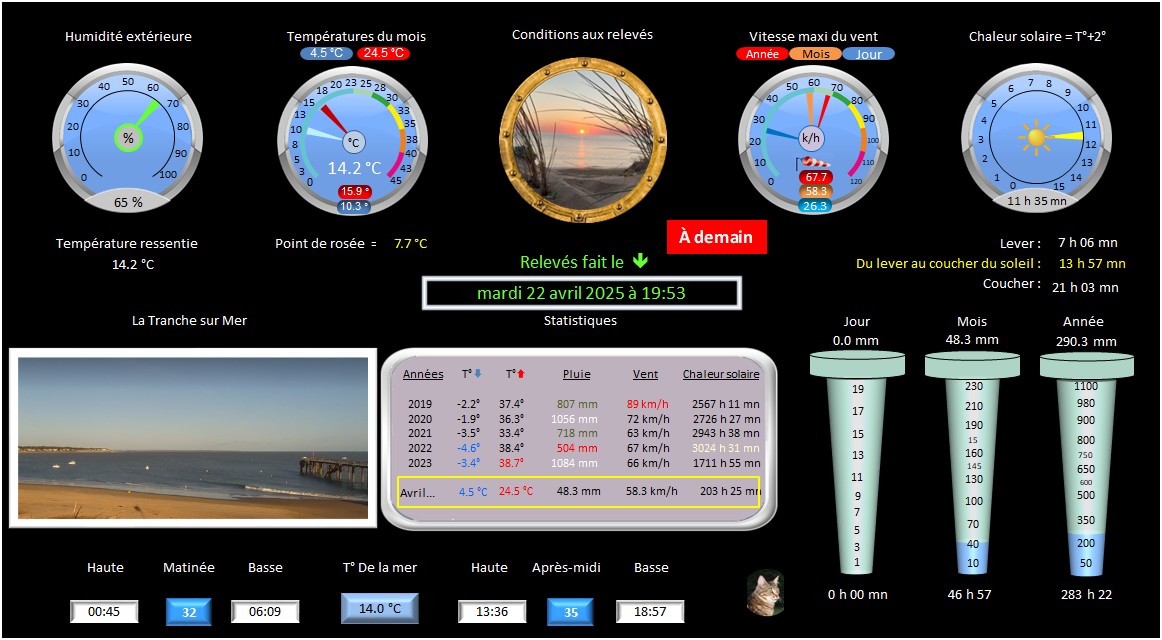 Humidité extérieure
Températures du mois
4.5 °C 24.5 °C
Conditions aux relevés
Vitesse maxi du vent
Année Mois Jour
Chaleur solaire = T°+2°
0 10 20 30 40 50 60 70 80 90 100
%
65 %
0 3 5 8 10 13 15 18 20 23 25 28 30 33 35 38 40 43 45
°C
14.2 °C
15.9 °
10.3 °
0 10 20 30 40 50 60 70 80 90 100 110 120
k/h
67.7
58.3
26.3
0 1 2 3 4 5 6 7 8 9 10 11 12 13 14 15
11 h 35 mn
Température ressentie
14.2 °C
Point de rosée = 7.7 °C
À demain
Relevés fait le
mardi 22 avril 2025 à 19:53
Lever : 7 h 06 mn
Du lever au coucher du soleil : 13 h 57 mn
Coucher : 21 h 03 mn
La Tranche sur Mer
Statistiques
Années T° T° Pluie Vent Chaleur solaire
2019 -2.2° 37.4° 807 mm 89 km/h 2567 h 11 mn
2020 -1.9° 36.3° 1056 mm 72 km/h 2726 h 27 mn
2021 -3.5° 33.4° 718 mm 63 km/h 2943 h 38 mn
2022 -4.6° 38.4° 504 mm 67 km/h 3024 h 31 mn
2023 -3.4° 38.7° 1084 mm 66 km/h 1711 h 55 mn
Avril... 4.5 °C 24.5 °C 48.3 mm 58.3 km/h 203 h 25 mn
Jour
0.0 mm
19
17
15
13
11
9
7
5
3
1
0 h 00 mn
Mois
48.3 mm
230
210
190
15
160
145
130
100
70
40
10
46 h 57
Année
290.3 mm
1100
980
900
800
750
650
600
500
350
200
50
283 h 22
Haute Matinée Basse T° De la mer Haute Après-midi Basse
00:45 32 06:09 14.0 °C 13:36 35 18:57